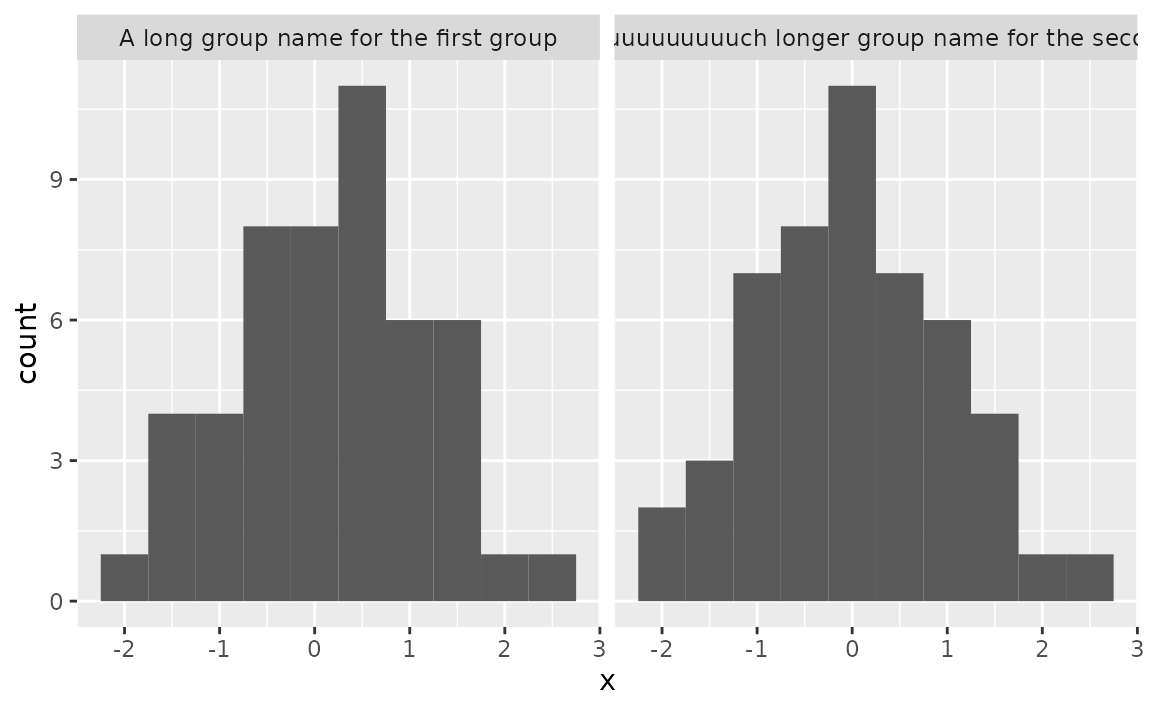 A long group name for the first group
longer group name for the
9
6
3
0
count
-2 -1 0 1 2 3
-2 -1 0 1 2 3
x